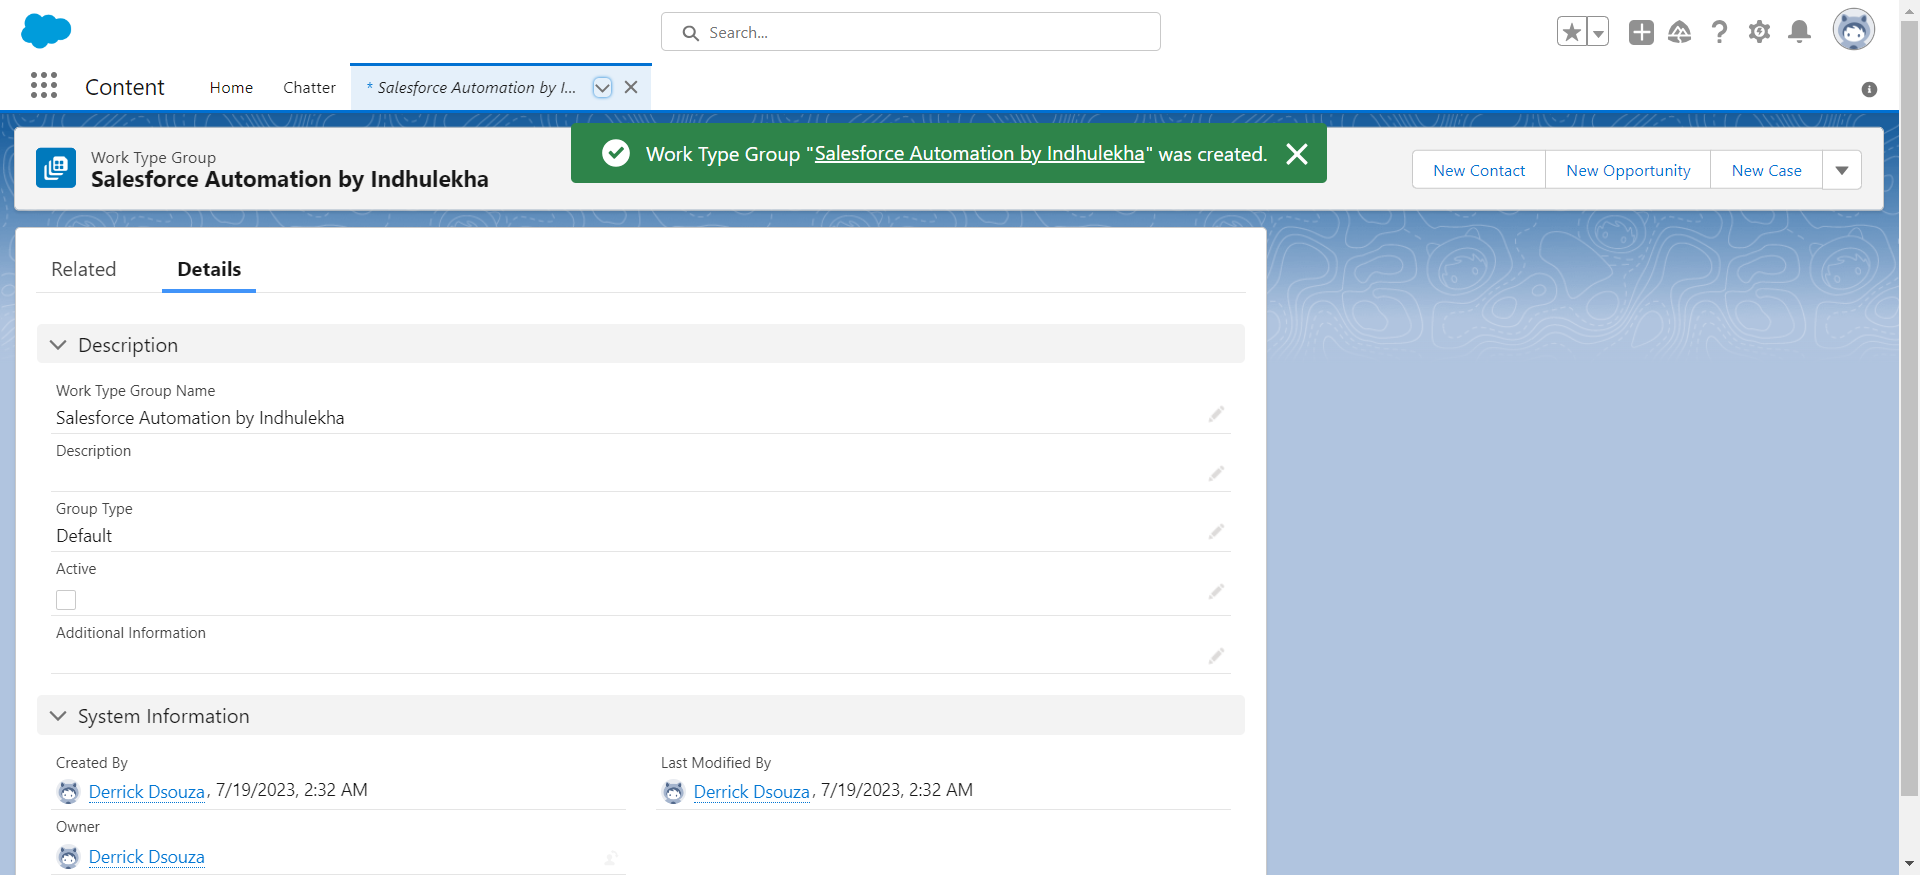 Search...
Content
Home
Chatter
* Salesforce Automation by I...
Work Type Group
Salesforce Automation by Indhulekha
Work Type Group "Salesforce Automation by Indhulekha" was created.
New Contact
New Opportunity
New Case
Related
Details
Description
Work Type Group Name
Salesforce Automation by Indhulekha
Description
Group Type
Default
Active
Additional Information
System Information
Created By
Derrick Dsouza, 7/19/2023, 2:32 AM
Last Modified By
Derrick Dsouza, 7/19/2023, 2:32 AM
Owner
Derrick Dsouza